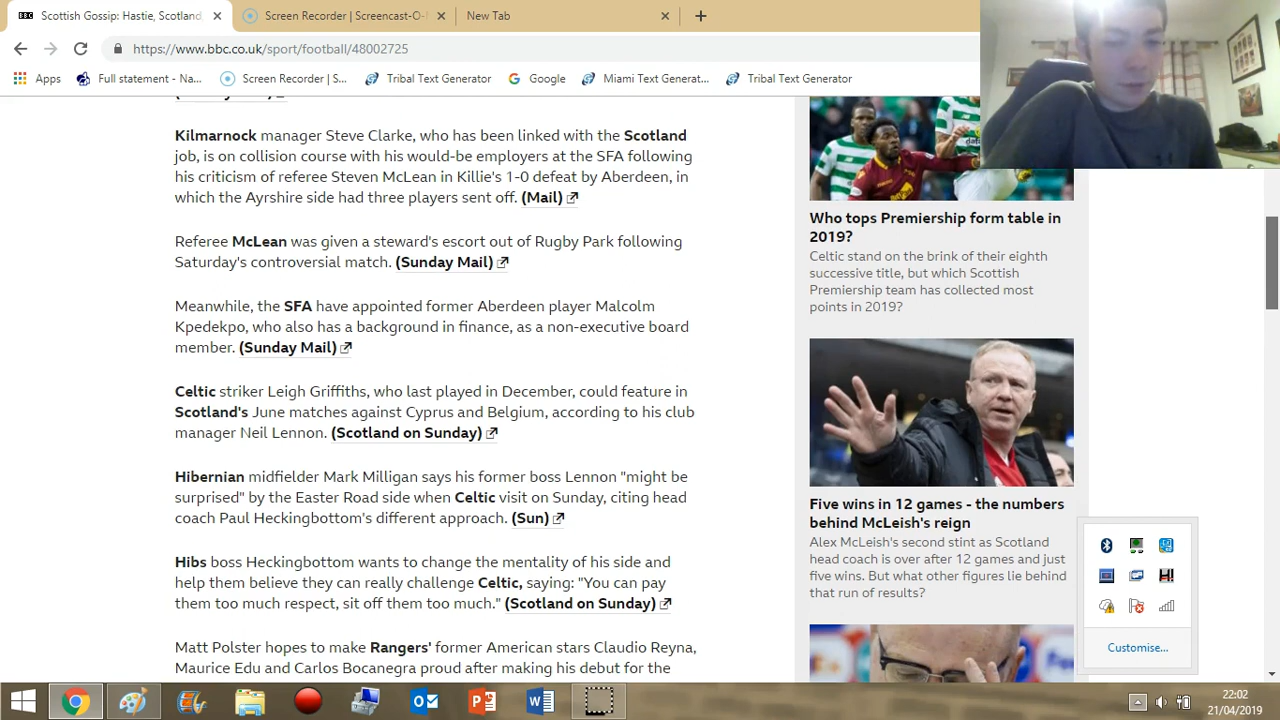 Scottish Gossip: Hastie, Scotland,
Screen Recorder | Screencast-O-
New Tab
https://www.bbc.co.uk/sport/football/48002725
Apps
Full statement - Na...
Screen Recorder | S...
Tribal Text Generator
Google
Miami Text Generat...
Tribal Text Generator
Kilmarnock manager Steve Clarke, who has been linked with the Scotland
job, is on colision course with his would-be employers at the SFA following
his criticism of referee Steven McLean in Killie's 1-0 defeat by Aberdeen, in
which the Ayrshire side had three players sent off. (Mail)
Referee McLean was given a steward's escort out of Rugby Park following
Saturday's controversial match. (Sunday Mail)
Meanwhile, the SFA have appointed former Aberdeen player Malcolm
Kpedekpo, who also has a background in finance, as a non-executive board
member. (Sunday Mail)
Celtic striker Leigh Griffiths, who last played in December, could feature in
Scotland's June matches against Cyprus and Belgium, according to his club
manager Neil Lennon. (Scotland on Sunday)
Hibernian midfielder Mark Milligan says his former boss Lennon "might be
surprised" by the Easter Road side when Celtic visit on Sunday, citing head
coach Paul Heckingbottom's different approach. (Sun)
Hibs boss Heckingbottom wants to change the mentality of his side and
help them believe they can really challenge Celtic, saying: "You can pay
them too much respect, sit off them too much." (Scotland on Sunday)
Matt Polster hopes to make Rangers' former American stars Claudio Reyna,
Maurice Edu and Carlos Bocanegra proud after making his debut for the
Who tops Premiership form table in
2019?
Celtic stand on the brink of their eighth
successive title, but which Scottish
Premiership team has collected most
points in 2019?
Five wins in 12 games - the numbers
behind McLeish's reign
Alex McLeish's second stint as Scotland
head coach is over after 12 games and just
five wins. But what other figures lie behind
that run of results?
Customise...
22:02
21/04/2019